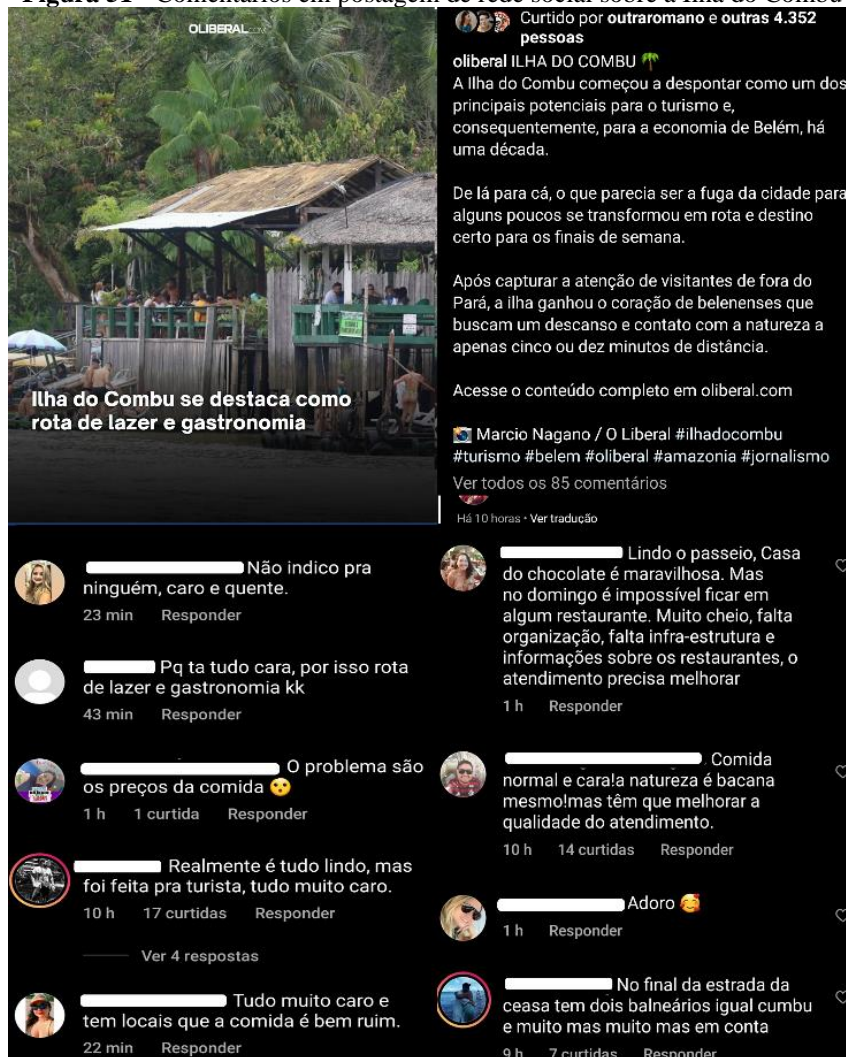 Figura 31 - Comentários em postagem de rede social sobre a Ilha do Combu
OLIBERAL.COM
Ilha do Combu se destaca como
rota de lazer e gastronomia
Curtido por outraromano e outras 4.352
pessoas
oliberal ILHA DO COMBU 🌴
A Ilha do Combu começou a despontar como um dos
principais potenciais para o turismo e,
consequentemente, para a economia de Belém, há
uma década.
De lá para cá, o que parecia ser a fuga da cidade para
alguns poucos se transformou em rota e destino
certo para os finais de semana.
Após capturar a atenção de visitantes de fora do
Pará, a ilha ganhou o coração de belenenses que
buscam um descanso e contato com a natureza a
apenas cinco ou dez minutos de distância.
Acesse o conteúdo completo em oliberal.com
📸 Marcio Nagano / O Liberal #ilhadocombu
#turismo #belem #oliberal #amazonia #jornalismo
Ver todos os 85 comentários
Há 10 horas • Ver tradução
Não indico pra
ninguém, caro e quente.
23 min Responder
Pq ta tudo cara, por isso rota
de lazer e gastronomia kk
43 min Responder
O problema são
os preços da comida 😯
1 h 1 curtida Responder
Realmente é tudo lindo, mas
foi feita pra turista, tudo muito caro.
10 h 17 curtidas Responder
Ver 4 respostas
Tudo muito caro e
tem locais que a comida é bem ruim.
22 min Responder
Lindo o passeio, Casa
do chocolate é maravilhosa. Mas
no domingo é impossível ficar em
algum restaurante. Muito cheio, falta
organização, falta infra-estrutura e
informações sobre os restaurantes, o
atendimento precisa melhorar
1 h Responder
Comida
normal e cara!a natureza é bacana
mesmo!mas têm que melhorar a
qualidade do atendimento.
10 h 14 curtidas Responder
Adoro 🥰
1 h Responder
No final da estrada da
ceasa tem dois balneários igual cumbu
e muito mas muito mas em conta
9 h 7 curtidas Responder